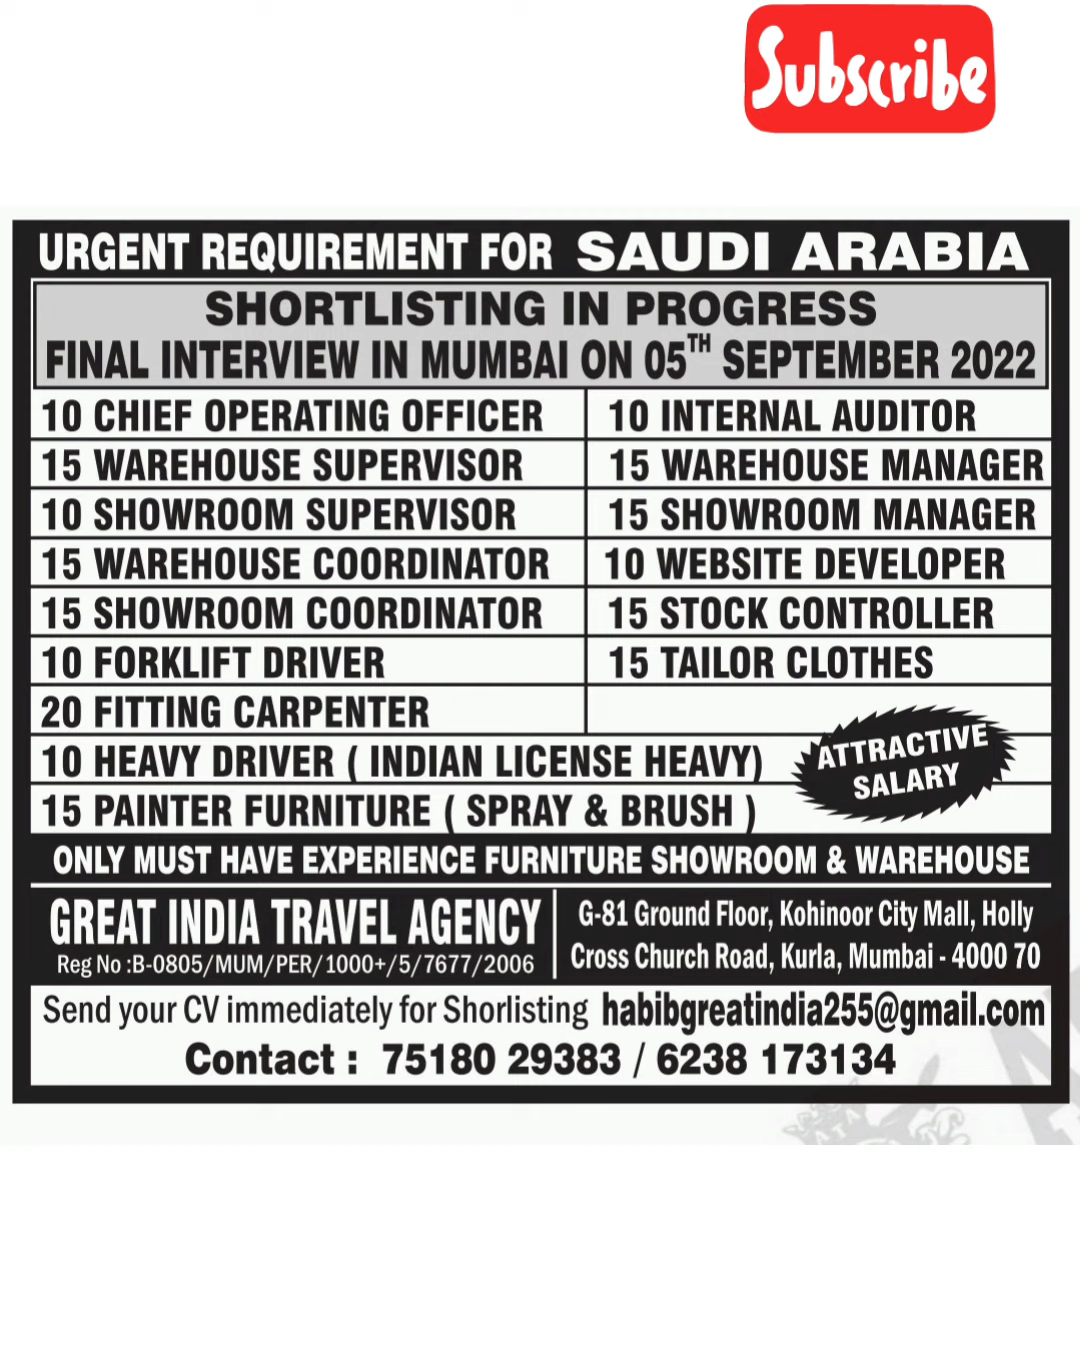 Subscribe
URGENT REQUIREMENT FOR SAUDI ARABIA
SHORTLISTING IN PROGRESS
FINAL INTERVIEW IN MUMBAI ON 05TH SEPTEMBER 2022
10 CHIEF OPERATING OFFICER
10 INTERNAL AUDITOR
15 WAREHOUSE SUPERVISOR
15 WAREHOUSE MANAGER
10 SHOWROOM SUPERVISOR
15 SHOWROOM MANAGER
15 WAREHOUSE COORDINATOR
10 WEBSITE DEVELOPER
15 SHOWROOM COORDINATOR
15 STOCK CONTROLLER
10 FORKLIFT DRIVER
15 TAILOR CLOTHES
20 FITTING CARPENTER
10 HEAVY DRIVER ( INDIAN LICENSE HEAVY)
15 PAINTER FURNITURE ( SPRAY & BRUSH )
ATTRACTIVE
SALARY
ONLY MUST HAVE EXPERIENCE FURNITURE SHOWROOM & WAREHOUSE
GREAT INDIA TRAVEL AGENCY
Reg No :B-0805/MUM/PER/1000+/5/7677/2006
G-81 Ground Floor, Kohinoor City Mall, Holly
Cross Church Road, Kurla, Mumbai - 4000 70
Send your CV immediately for Shorlisting habibgreatindia255@gmail.com
Contact : 75180 29383 / 6238 173134